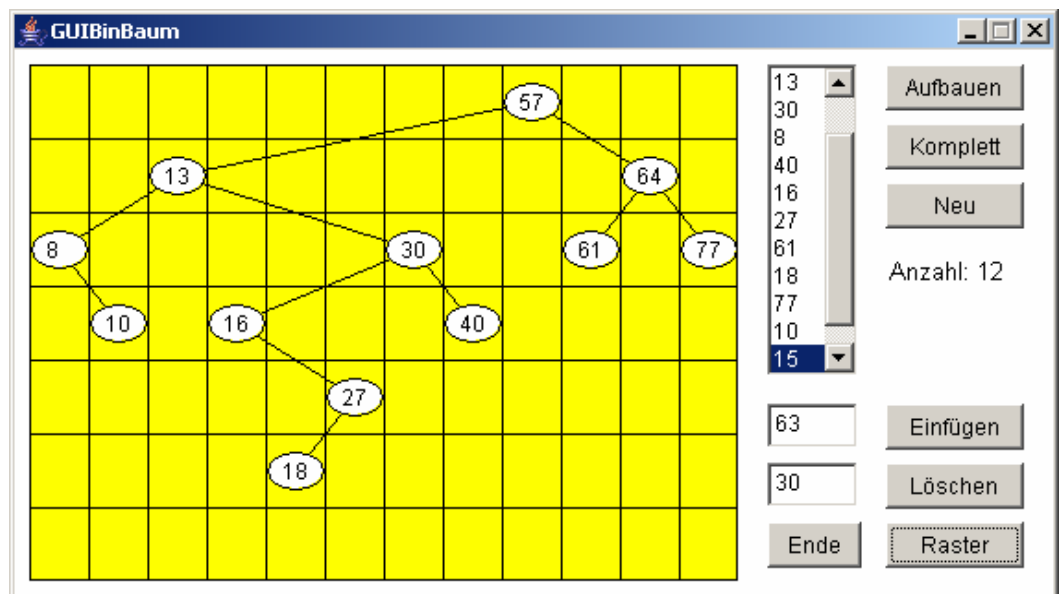 GUIBinBaum
57
13 64
8 30 61 77
10 16 40
27
18
13
30
8
40
16
27
61
18
77
10
15
Aufbauen
Komplett
Neu
Anzahl: 12
63
Einfügen
30
Löschen
Ende
Raster